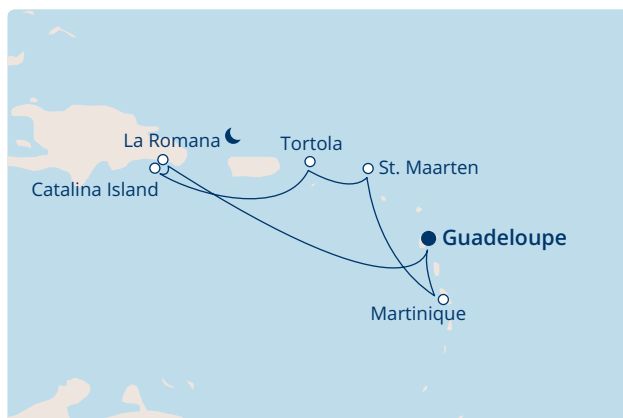 La Romana
Tortola
Catalina Island
St. Maarten
Guadeloupe
Martinique